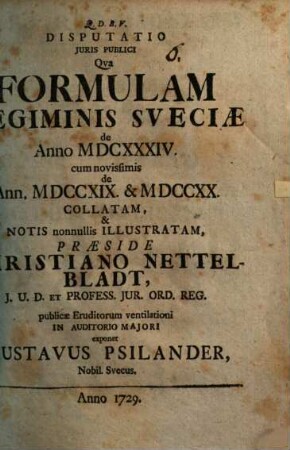 Q. D. B. V.
DISPUTATIO
JURIS PUBLICI
Qva
FORMULAM
EGIMINIS SVECIÆ
de
Anno MDCXXXIV.
cum novissimis
de
Ann. MDCCXIX. & MDCCXX.
COLLATAM,
&
NOTIS nonnullis ILLUSTRATAM,
PRÆSIDE
RISTIANO NETTEL-
BLADT,
J. U. D. ET PROFESS. JUR. ORD. REG.
publicæ Eruditorum ventilationi
IN AUDITORIO MAJORI
exponet
USTAVUS PSILANDER,
Nobil. Svecus.
Anno 1729.